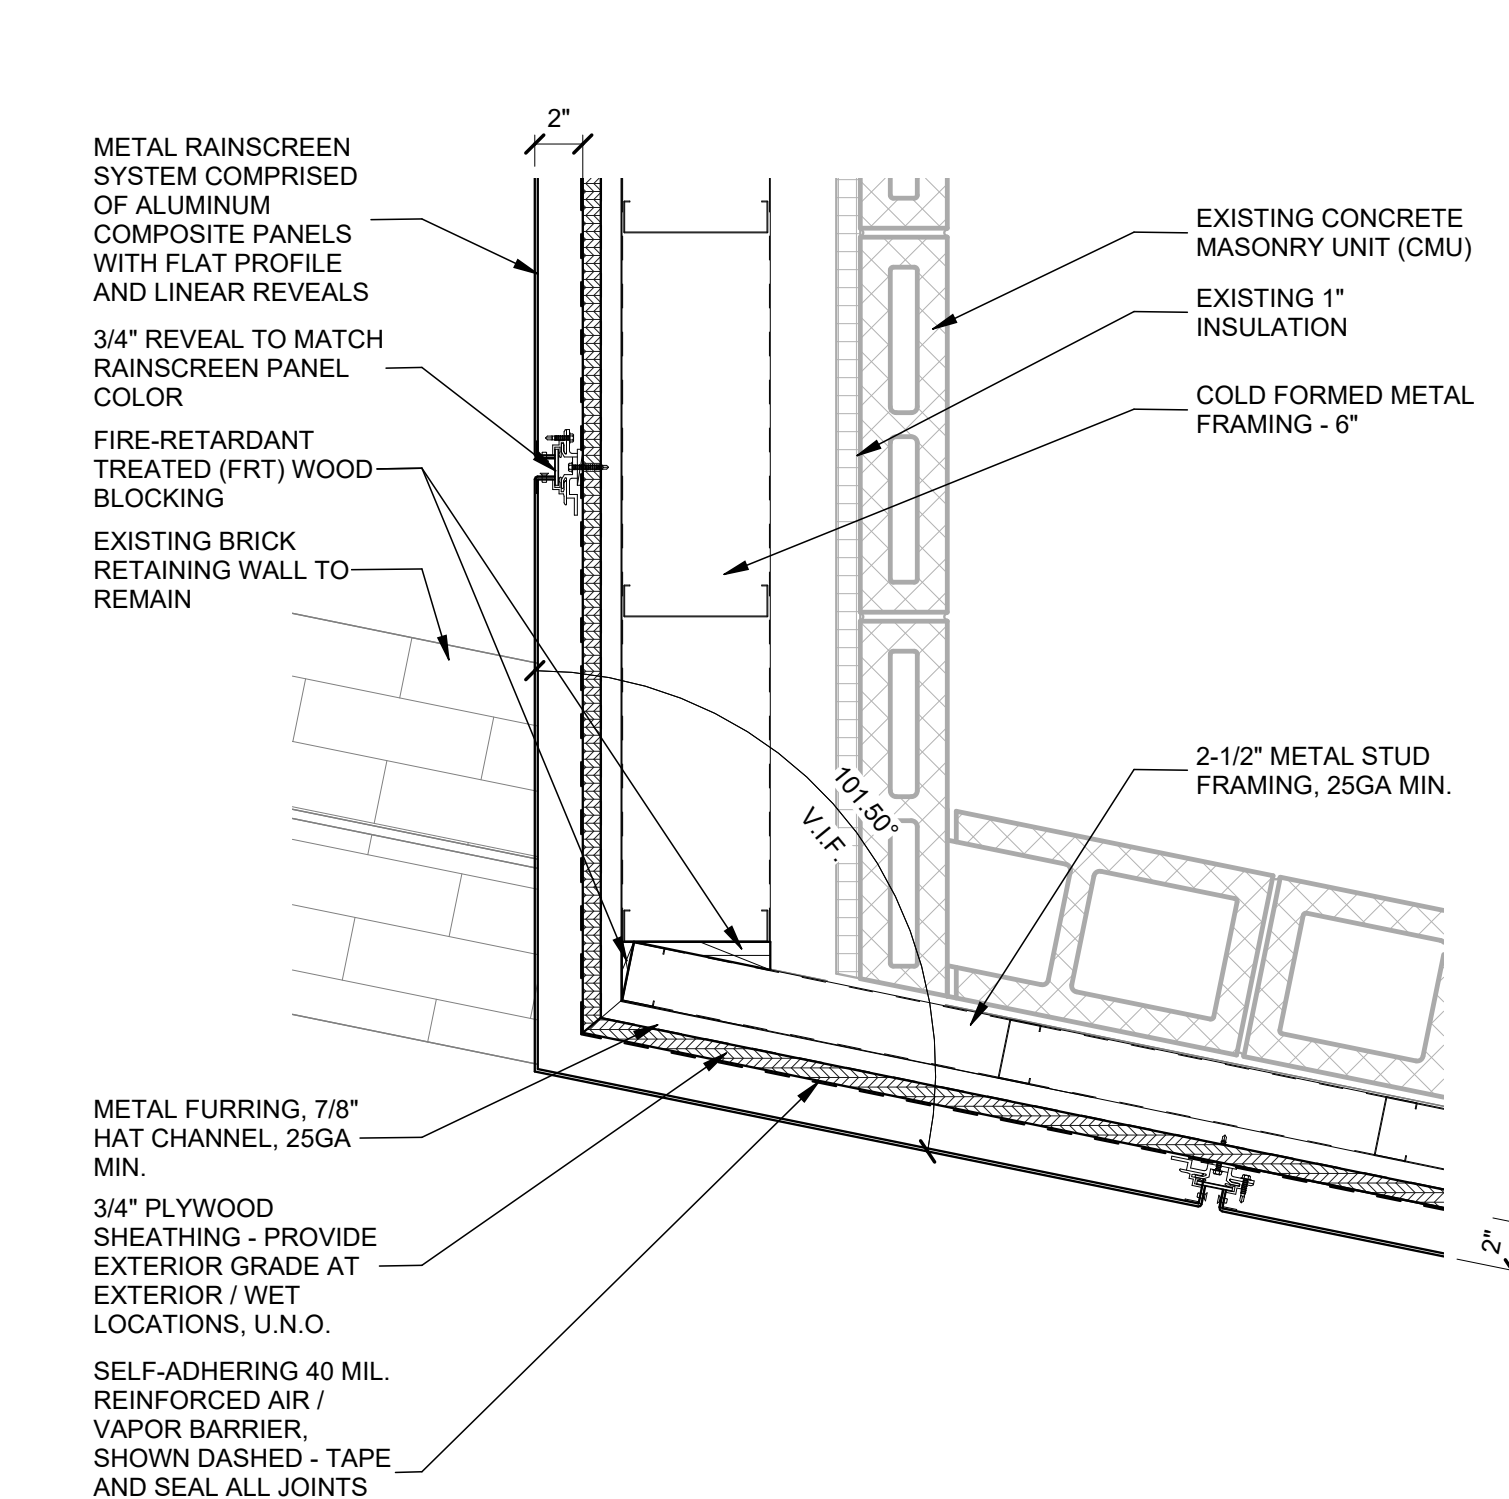 2"
METAL RAINSCREEN
SYSTEM COMPRISED
OF ALUMINUM
COMPOSITE PANELS
WITH FLAT PROFILE
AND LINEAR REVEALS
3/4" REVEAL TO MATCH
RAINSCREEN PANEL
COLOR
FIRE-RETARDANT
TREATED (FRT) WOOD
BLOCKING
EXISTING BRICK
RETAINING WALL TO
REMAIN
EXISTING CONCRETE
MASONRY UNIT (CMU)
EXISTING 1"
INSULATION
COLD FORMED METAL
FRAMING - 6"
101.50°
V.I.F.
2-1/2" METAL STUD
FRAMING, 25GA MIN.
METAL FURRING, 7/8"
HAT CHANNEL, 25GA
MIN.
3/4" PLYWOOD
SHEATHING - PROVIDE
EXTERIOR GRADE AT
EXTERIOR / WET
LOCATIONS, U.N.O.
SELF-ADHERING 40 MIL.
REINFORCED AIR /
VAPOR BARRIER,
SHOWN DASHED - TAPE
AND SEAL ALL JOINTS
2"